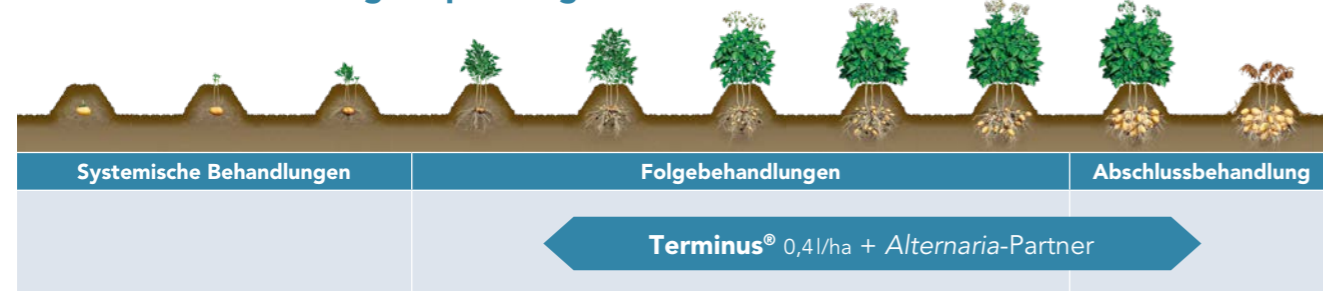 Systemische Behandlungen
Folgebehandlungen
Abschlussbehandlung
Terminus® 0,4 l/ha + Alternaria-Partner